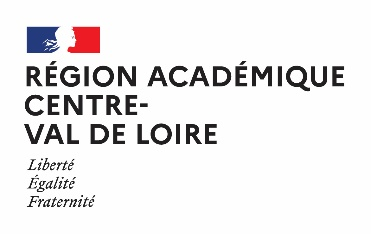 RÉGION ACADÉMIQUE
CENTRE-
VAL DE LOIRE
Liberté
Égalité
Fraternité